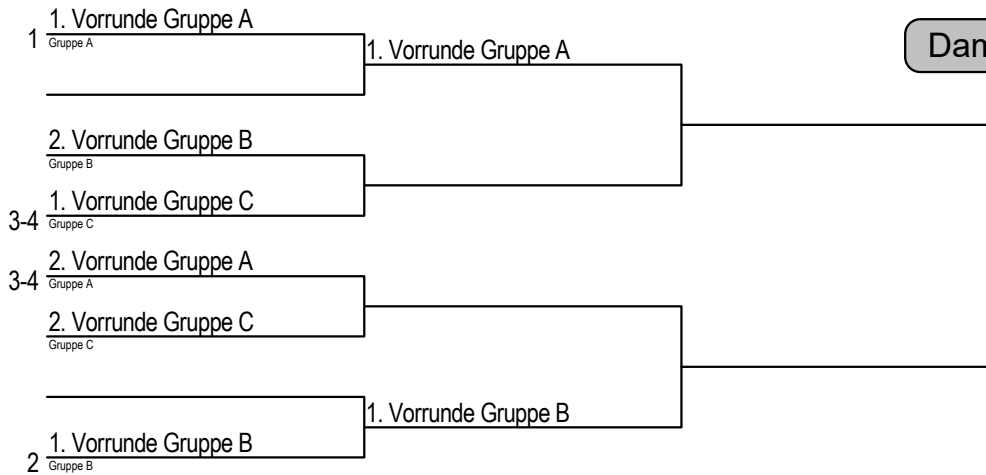 1. Vorrunde Gruppe A
1
Gruppe A
1. Vorrunde Gruppe A
Dam
2. Vorrunde Gruppe B
Gruppe B
1. Vorrunde Gruppe C
3-4
Gruppe C
2. Vorrunde Gruppe A
3-4
Gruppe A
2. Vorrunde Gruppe C
Gruppe C
1. Vorrunde Gruppe B
1. Vorrunde Gruppe B
2
Gruppe B